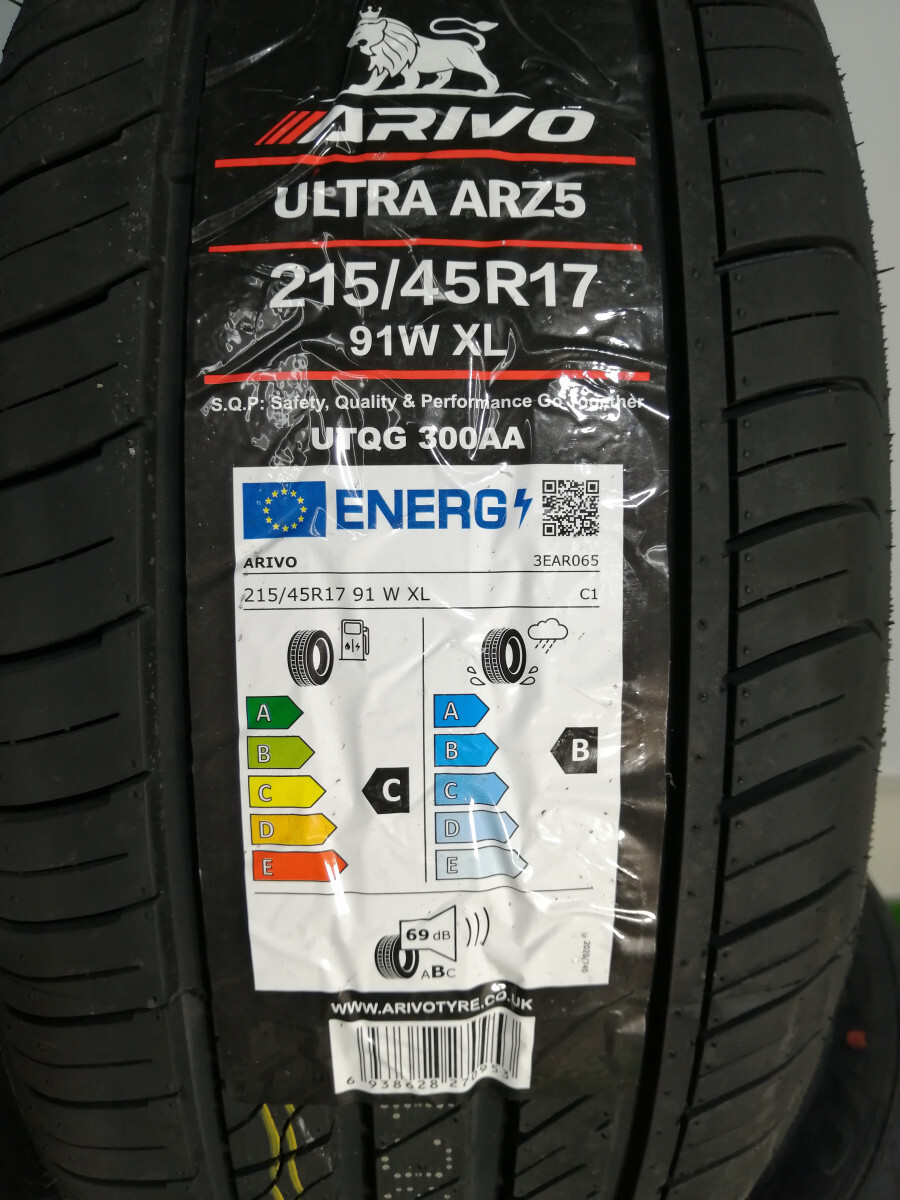 ARIVO
ULTRA ARZ5
215/45R17
91W XL
S.Q.P: Safety, Quality & Performance Go Together
UTQG 300AA
ENERG
ARIVO 3EAR065
215/45R17 91 W XL C1
A A
B B B
C C C
D D
E E
69 dB
ABC
WWW.ARIVOTYRE.CO.UK